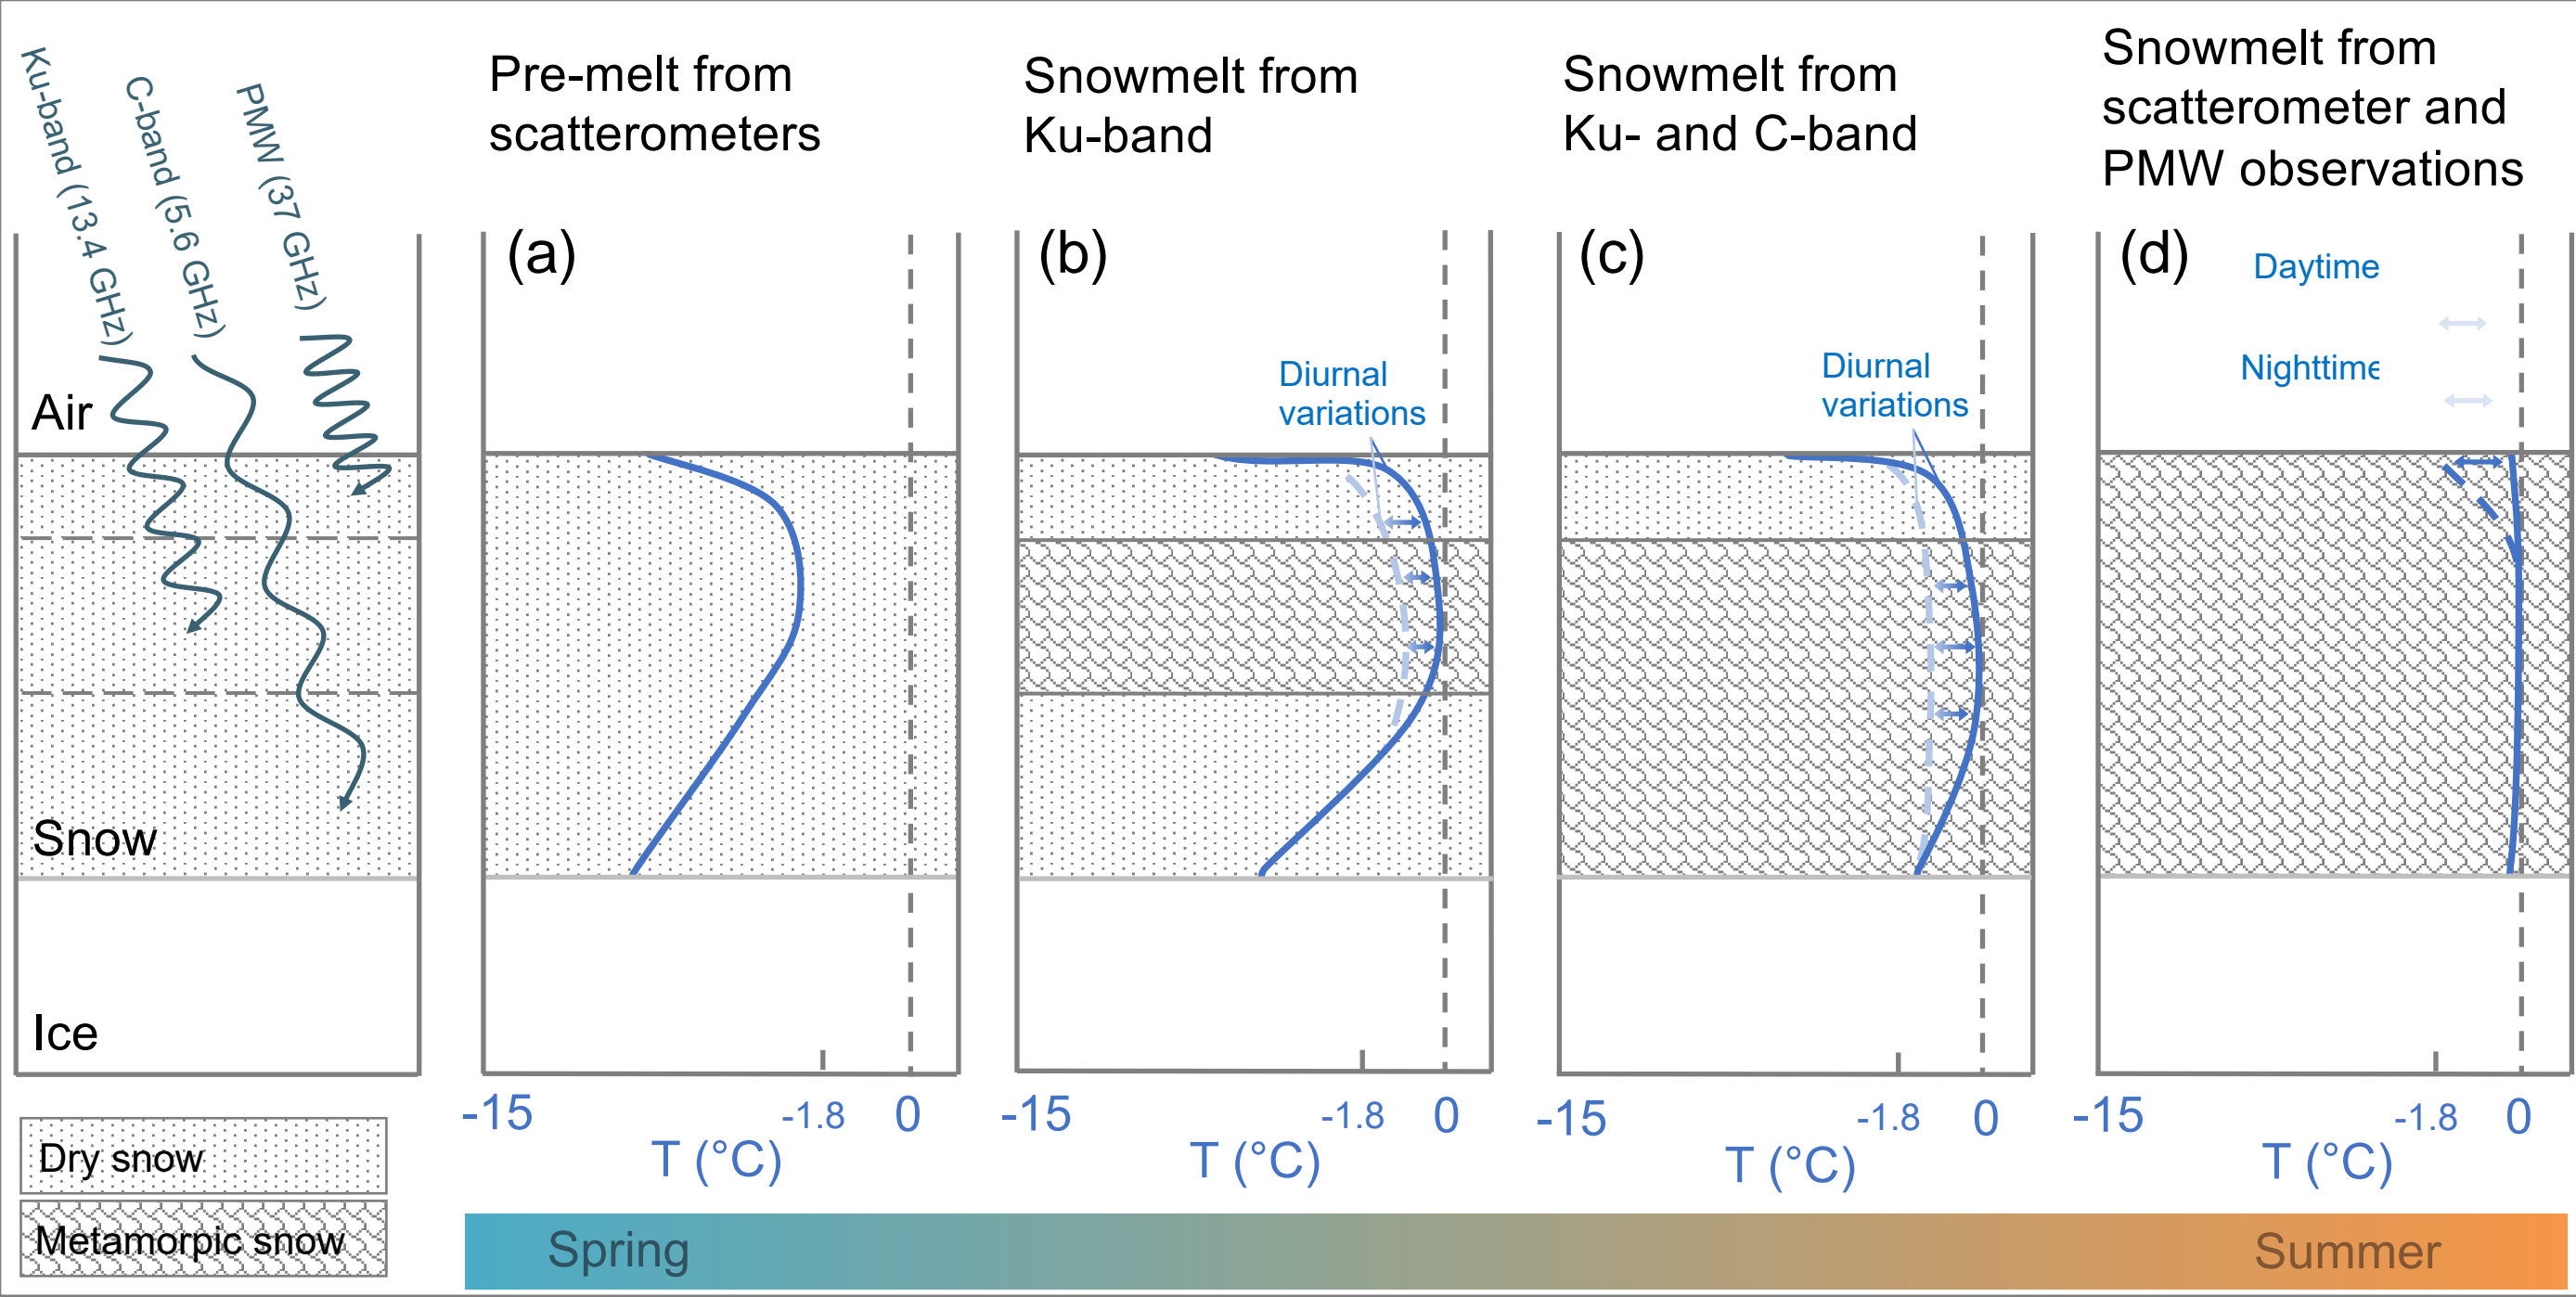 Ku-band (13.4 GHz)
C-band (5.6 GHz)
PMW (37 GHz)
Air
Snow
Ice
Dry snow
Metamorpic snow
Pre-melt from
scatterometers
(a)
-15
-1.8
0
T (°C)
Snowmelt from
Ku-band
(b)
Diurnal
variations
-15
-1.8
0
T (°C)
Snowmelt from
Ku- and C-band
(c)
Diurnal
variations
-15
-1.8
0
T (°C)
Snowmelt from
scatterometer and
PMW observations
(d)
Daytime
Nighttime
-15
-1.8
0
T (°C)
Spring
Summer